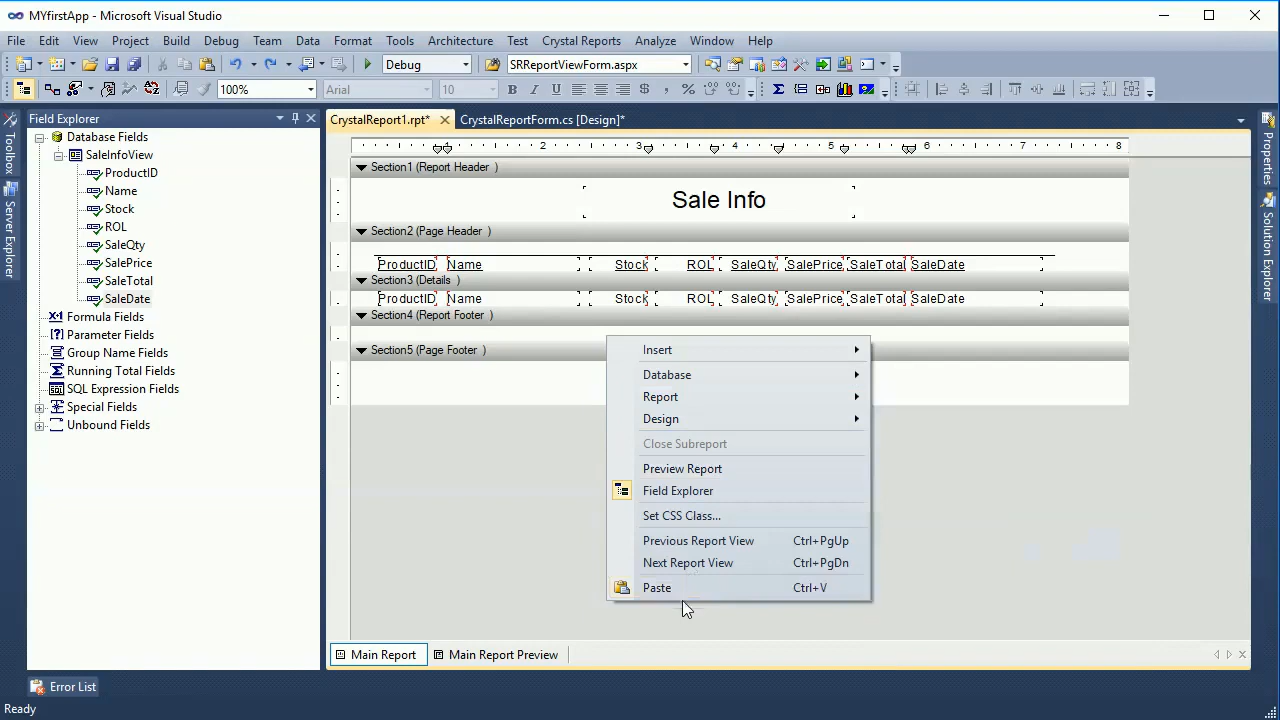 MYfirstApp - Microsoft Visual Studio
File Edit View Project Build Debug Team Data Format Tools Architecture Test Crystal Reports Analyze Window Help
Debug SRReportViewForm.aspx
100% Arial 10 B I U $ , %
Field Explorer
CrystalReport1.rpt* CrystalReportForm.cs [Design]*
Database Fields
SaleInfoView
ProductID
Name
Stock
ROL
SaleQty
SalePrice
SaleTotal
SaleDate
Formula Fields
Parameter Fields
Group Name Fields
Running Total Fields
SQL Expression Fields
Special Fields
Unbound Fields
Toolbox
Server Explorer
2 3 4 5 6 7 8
Section1 (Report Header )
Sale Info
Section2 (Page Header )
ProductID Name Stock ROL SaleQty SalePrice SaleTotal SaleDate
Section3 (Details )
ProductID Name Stock ROL SaleQty SalePrice SaleTotal SaleDate
Section4 (Report Footer )
Section5 (Page Footer )
Insert
Database
Report
Design
Close Subreport
Preview Report
Field Explorer
Set CSS Class...
Previous Report View Ctrl+PgUp
Next Report View Ctrl+PgDn
Paste Ctrl+V
Properties
Solution Explorer
Main Report Main Report Preview
Error List
Ready